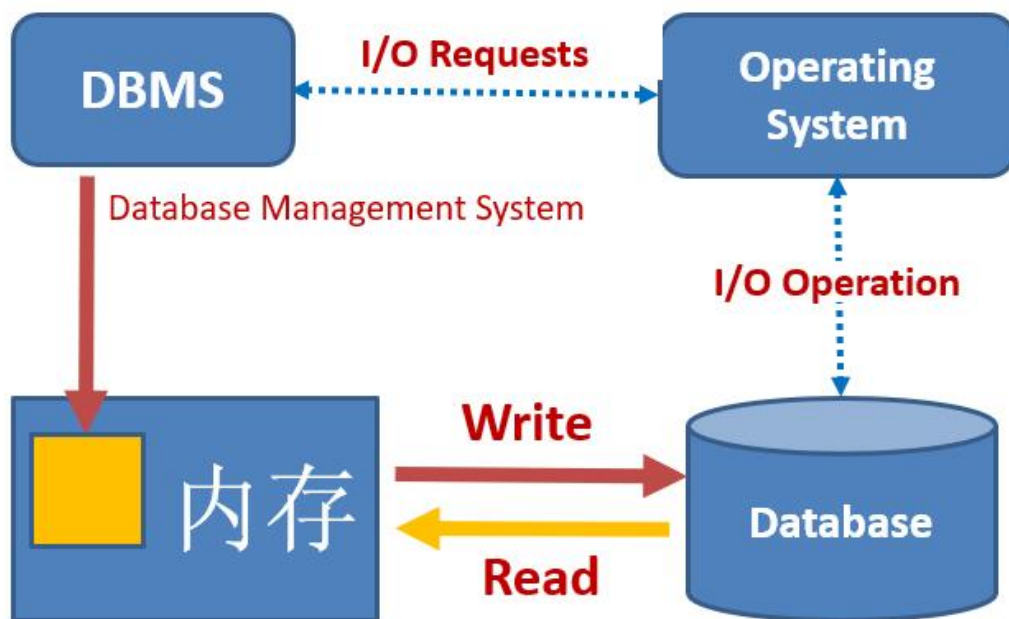 DBMS
I/O Requests
Operating
System
Database Management System
I/O Operation
内存
Write
Read
Database